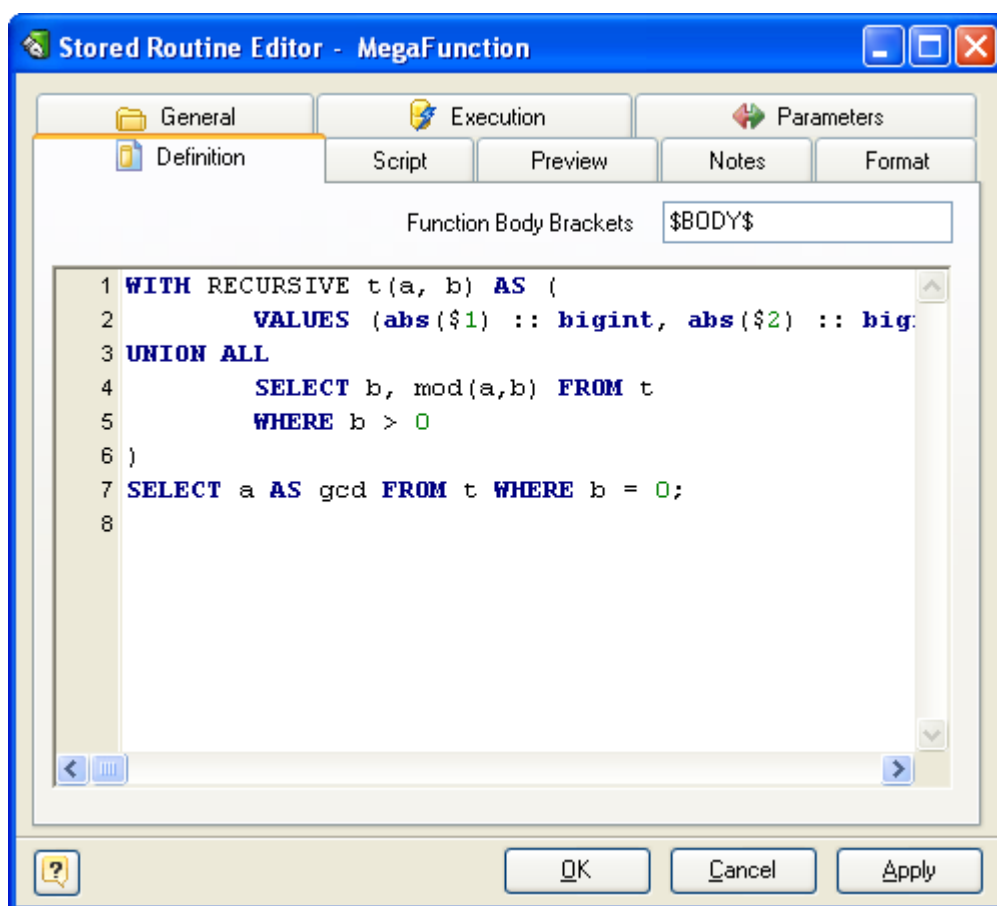 Stored Routine Editor - MegaFunction
General Execution Parameters
Definition Script Preview Notes Format
Function Body Brackets $BODY$
1 WITH RECURSIVE t(a, b) AS (
2 VALUES (abs($1) :: bigint, abs($2) :: big
3 UNION ALL
4 SELECT b, mod(a,b) FROM t
5 WHERE b > 0
6 )
7 SELECT a AS gcd FROM t WHERE b = 0;
8
? OK Cancel Apply